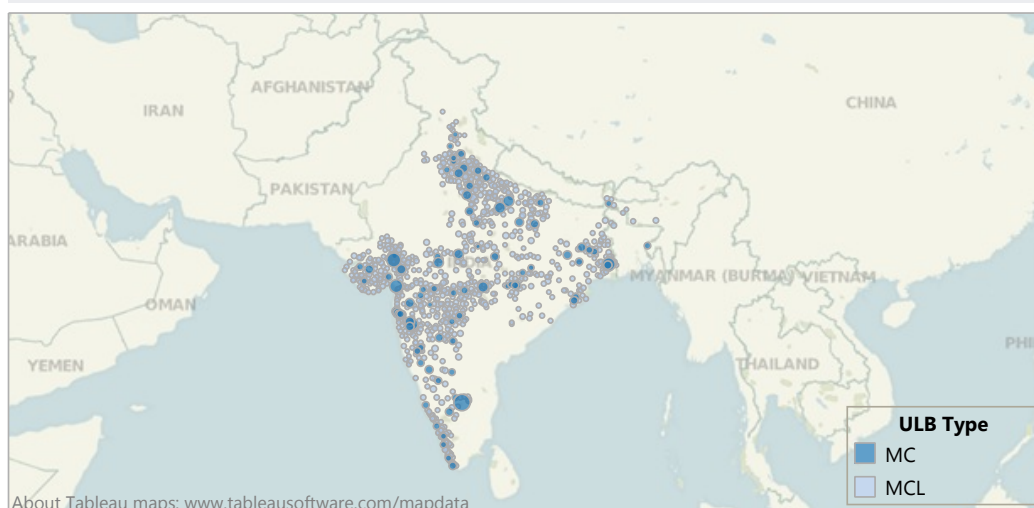 AFGHANISTAN
CHINA
IRAN
PAKISTAN
ARABIA
MYANMAR (BURMA)
VIETNAM
OMAN
YEMEN
THAILAND
PHI
ULB Type
MC
MCL
About Tableau maps: www.tableausoftware.com/mapdata